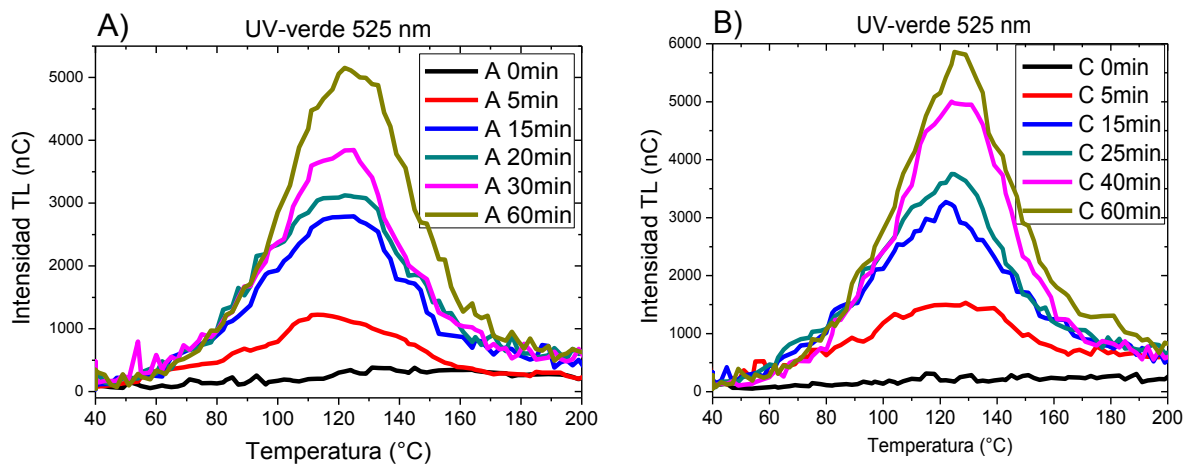 A)
UV-verde 525 nm
Intensidad TL (nC)
5000
4000
3000
2000
1000
0
40 60 80 100 120 140 160 180 200
Temperatura (°C)
A 0min
A 5min
A 15min
A 20min
A 30min
A 60min
B)
UV-verde 525 nm
Intensidad TL (nC)
6000
5000
4000
3000
2000
1000
0
40 60 80 100 120 140 160 180 200
Temperatura (°C)
C 0min
C 5min
C 15min
C 25min
C 40min
C 60min